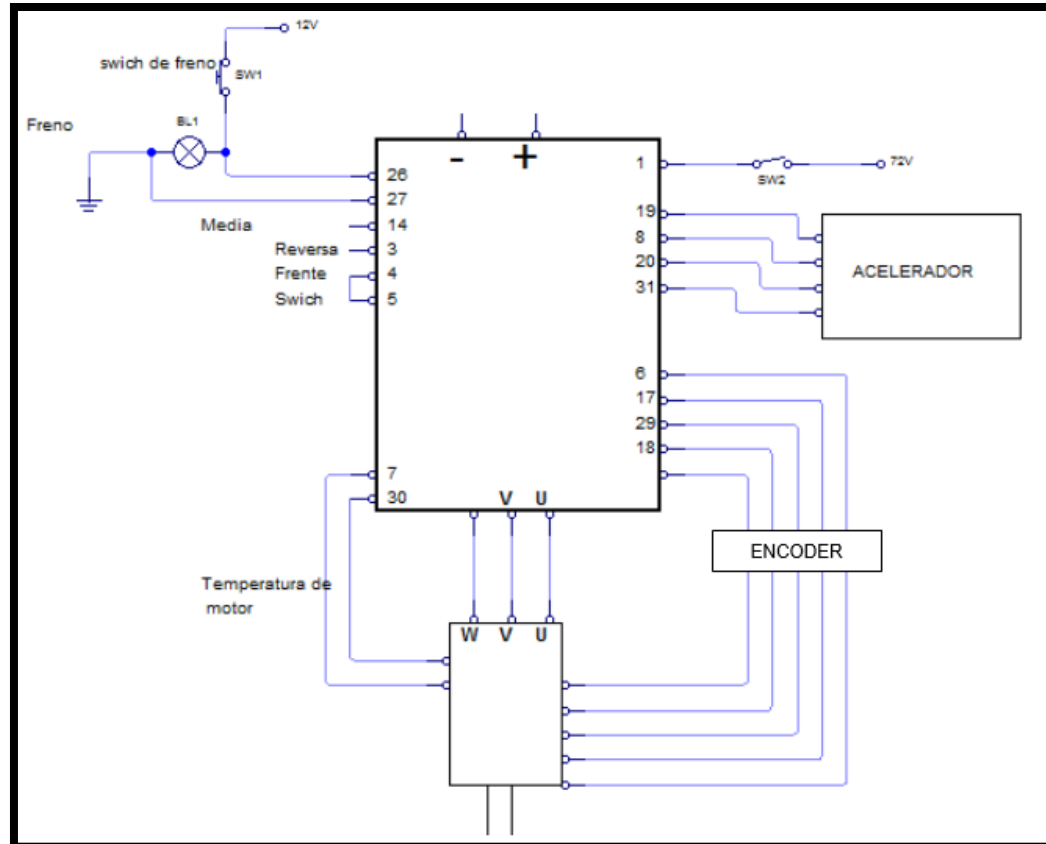 12V
swich de freno
SW1
BL1
Freno
- +
26
27
Media
14
Reversa
3
Frente
4
Swich
5
1
SW2
72V
19
8
20
31
ACELERADOR
6
17
29
18
7
30
V U
ENCODER
Temperatura de
motor
W V U